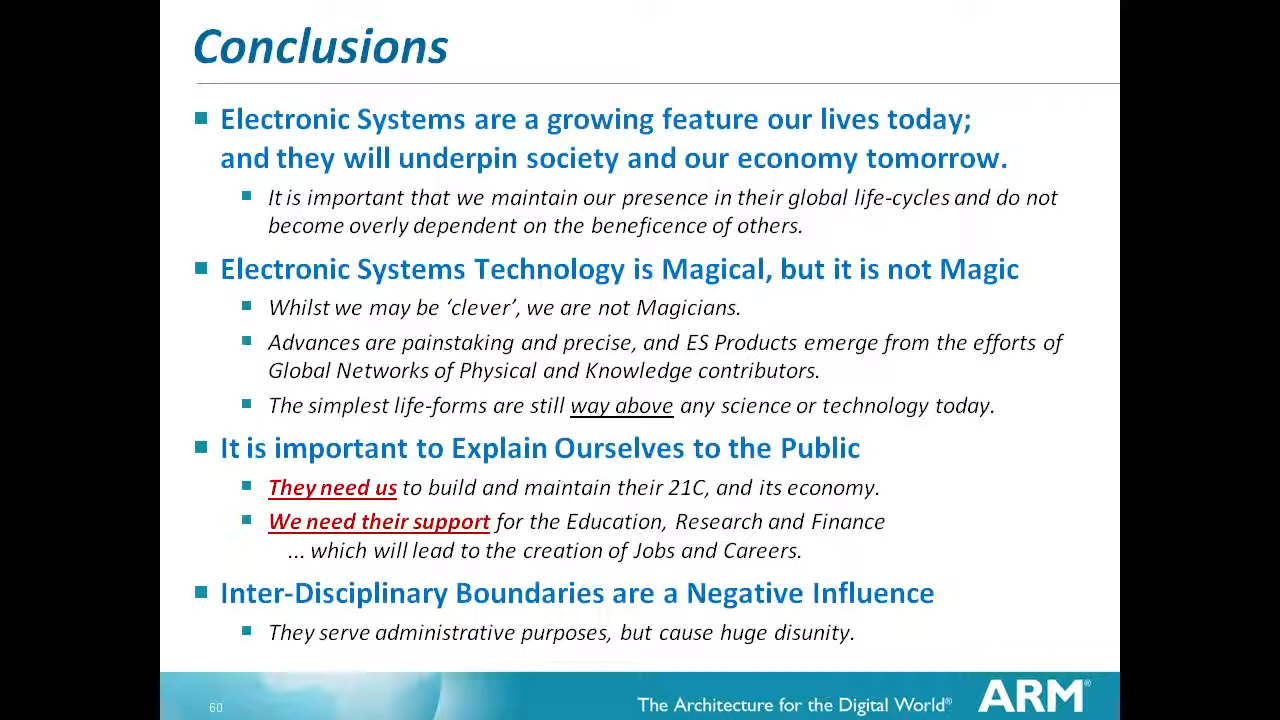 Conclusions
Electronic Systems are a growing feature our lives today;
and they will underpin society and our economy tomorrow.
It is important that we maintain our presence in their global life-cycles and do not
become overly dependent on the beneficence of others.
Electronic Systems Technology is Magical, but it is not Magic
Whilst we may be ‘clever’, we are not Magicians.
Advances are painstaking and precise, and ES Products emerge from the efforts of
Global Networks of Physical and Knowledge contributors.
The simplest life-forms are still way above any science or technology today.
It is important to Explain Ourselves to the Public
They need us to build and maintain their 21C, and its economy.
We need their support for the Education, Research and Finance
... which will lead to the creation of Jobs and Careers.
Inter-Disciplinary Boundaries are a Negative Influence
They serve administrative purposes, but cause huge disunity.
60
The Architecture for the Digital World®
ARM®